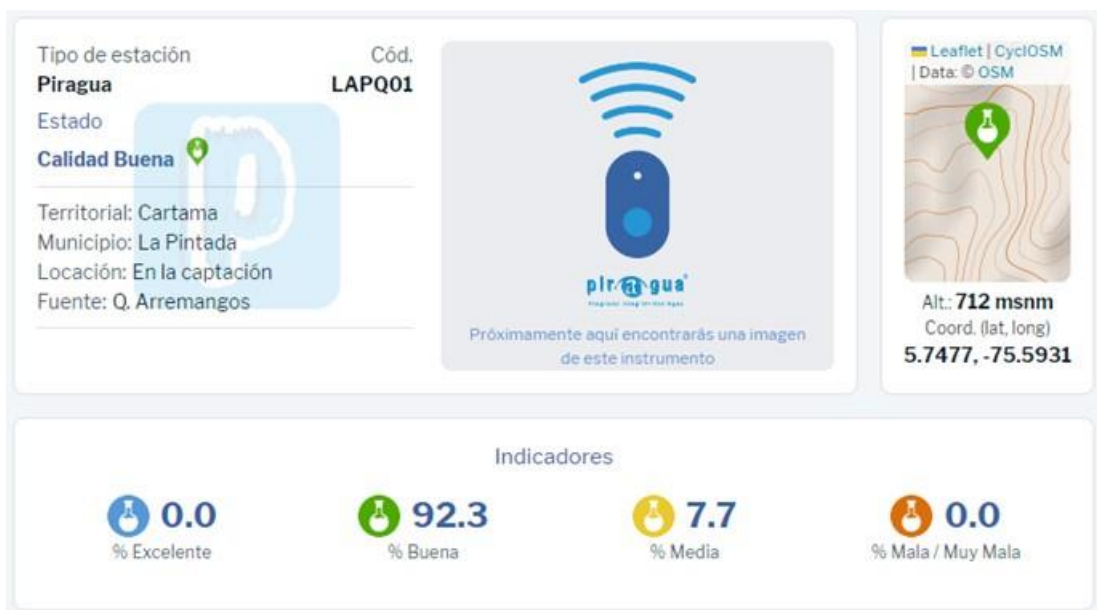 Tipo de estación Cód.
Piragua LAPQ01
Estado
Calidad Buena
Territorial: Cartama
Municipio: La Pintada
Locación: En la captación
Fuente: Q. Arremangos
piragua
Próximamente aquí encontrarás una imagen
de este instrumento
Leaflet | CyclOSM
| Data: © OSM
Alt.: 712 msnm
Coord. (lat, long)
5.7477, -75.5931
Indicadores
0.0 92.3 7.7 0.0
% Excelente % Buena % Media % Mala / Muy Mala